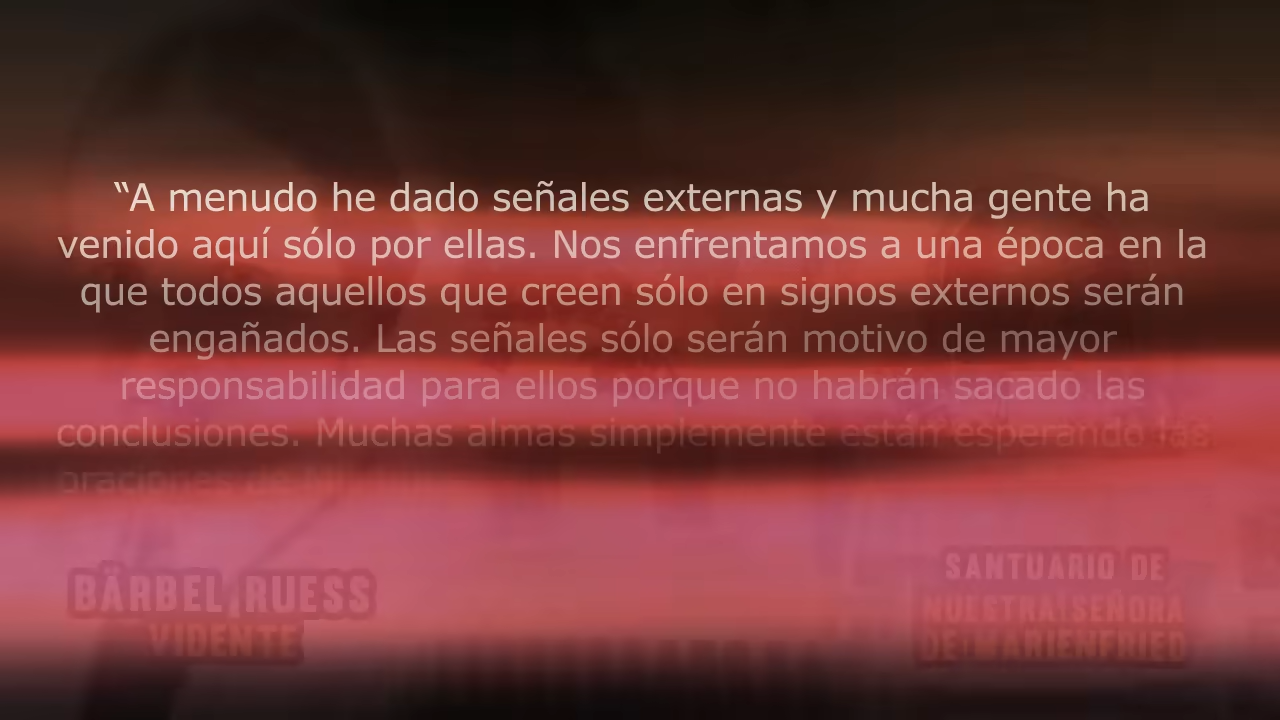 “A menudo he dado señales externas y mucha gente ha
venido aquí sólo por ellas. Nos enfrentamos a una época en la
que todos aquellos que creen sólo en signos externos serán
engañados. Las señales sólo serán motivo de mayor
responsabilidad para ellos porque no habrán sacado las
conclusiones. Muchas almas simplemente están esperando las
oraciones de
BÄRBEL RUESS
VIDENTE
SANTUARIO DE
NUESTRA SEÑORA
DE MARIENFRIED